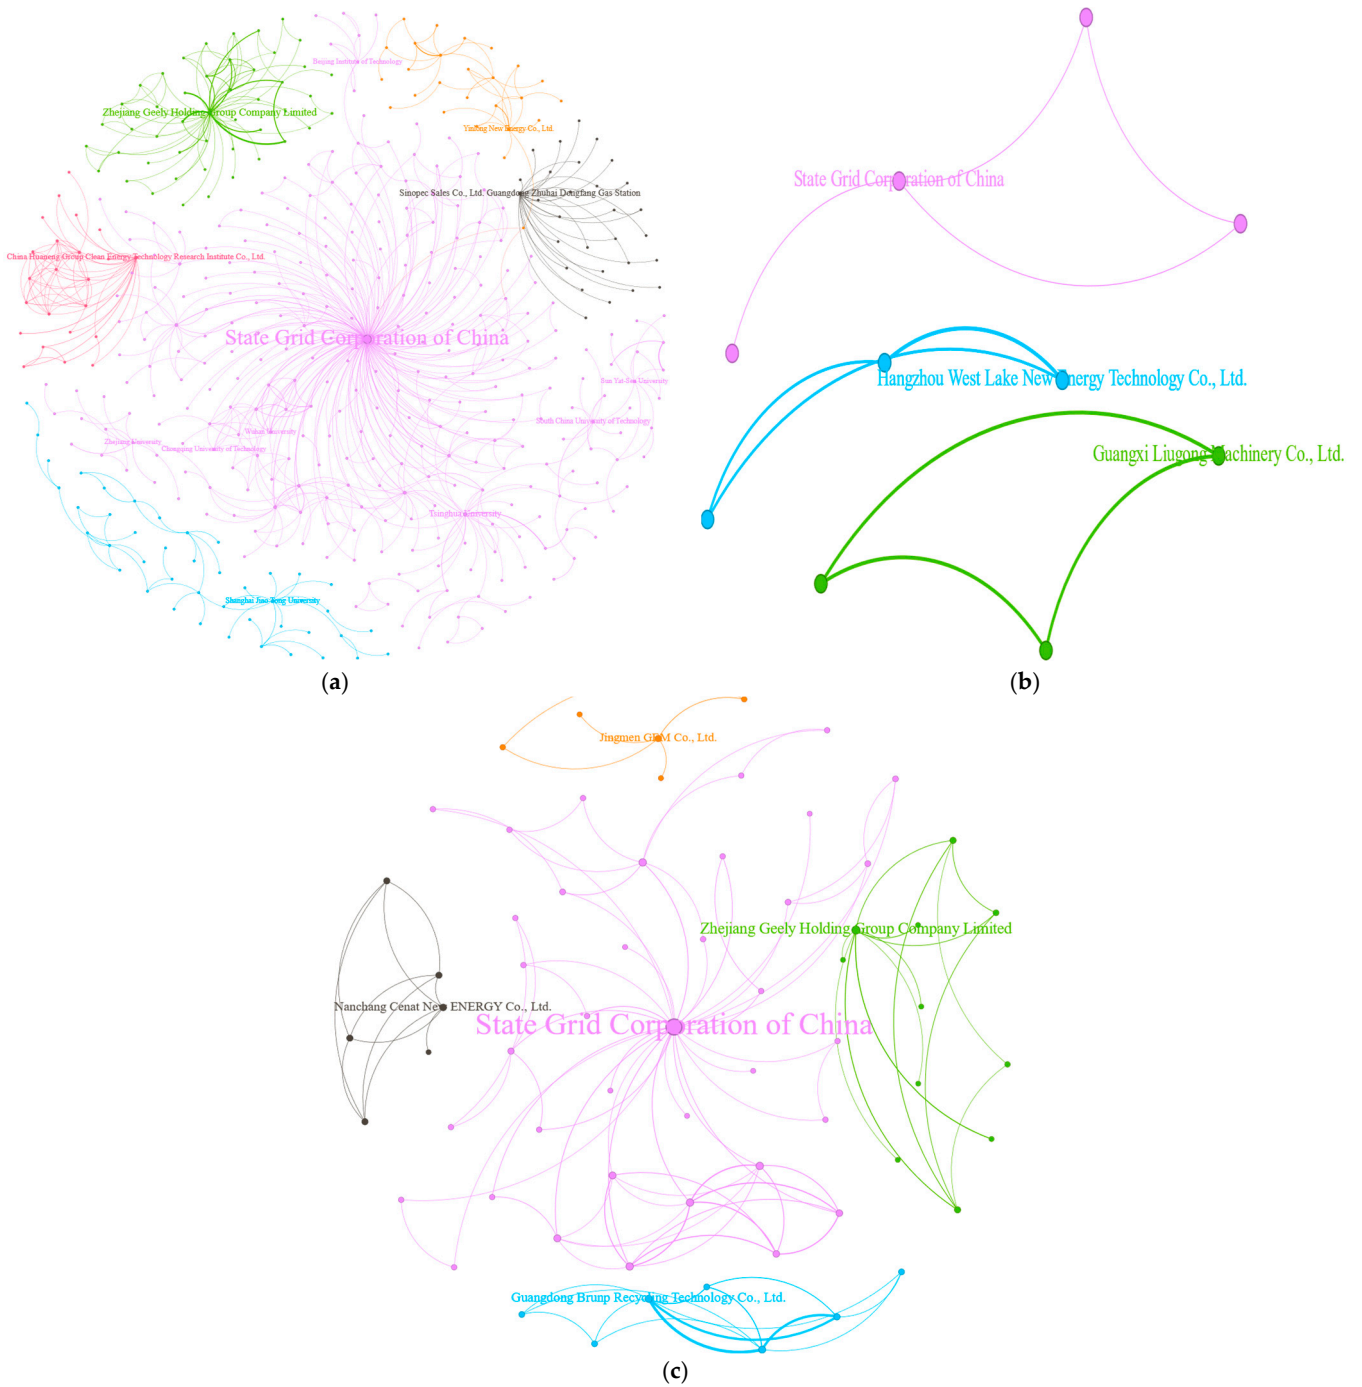 Beijing Institute of Technology
Zhejiang Geely Holding Group Company Limited
Yinlong New Energy Co., Ltd.
Sinopec Sales Co., Ltd. Guangdong Zhuhai Dongfang Gas Station
China Huaneng Group Clean Energy Technology Research Institute Co., Ltd.
State Grid Corporation of China
Sun Yat-Sen University
South China University of Technology
Wuhan University
Zhejiang University
Chongqing University of Technology
Tsinghua University
Shanghai Jiao Tong University
(a)
State Grid Corporation of China
Hangzhou West Lake New Energy Technology Co., Ltd.
Guangxi Liugong Machinery Co., Ltd.
(b)
Jingmen GEM Co., Ltd.
Zhejiang Geely Holding Group Company Limited
Nanchang Cenat New ENERGY Co., Ltd.
State Grid Corporation of China
Guangdong Brunp Recycling Technology Co., Ltd.
(c)